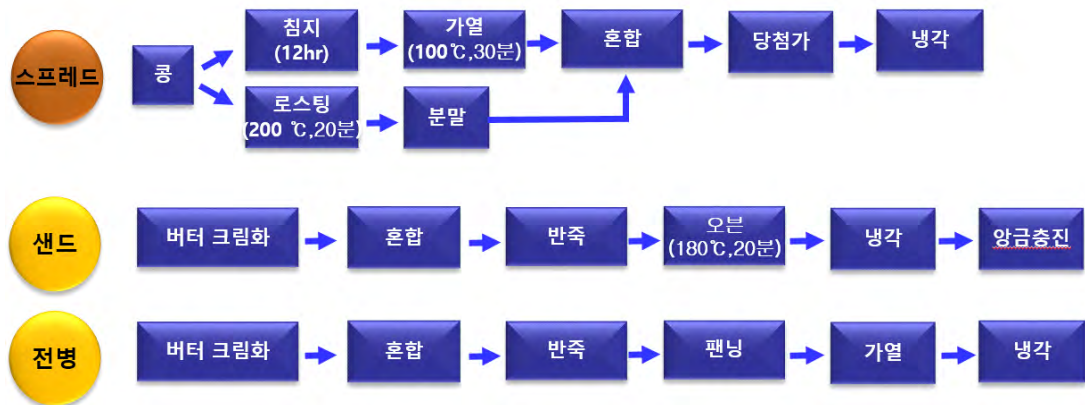 스프레드
콩
침지
(12hr)
가열
(100℃,30분)
혼합
당첨가
냉각
로스팅
(200 ℃,20분)
분말
샌드
버터 크림화
혼합
반죽
오븐
(180℃,20분)
냉각
앙금충진
전병
버터 크림화
혼합
반죽
팬닝
가열
냉각